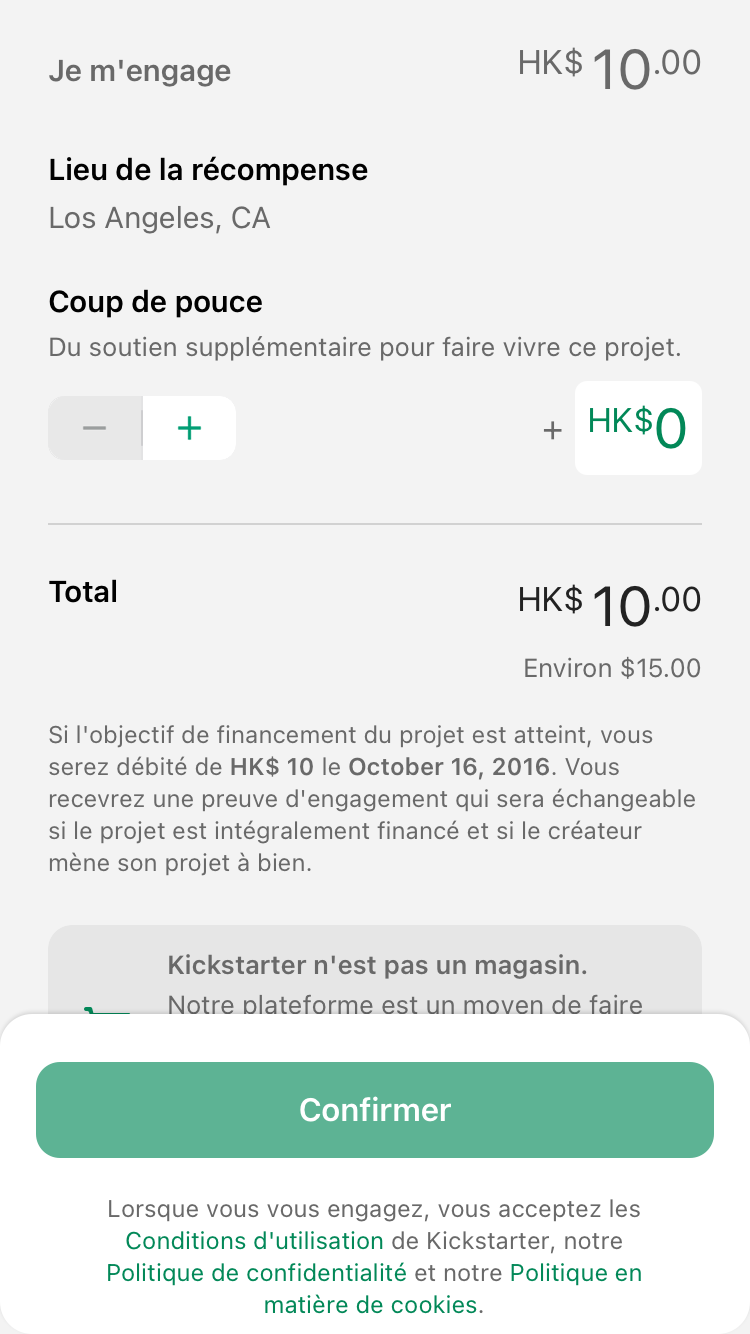 Je m'engage HK$ 10.00
Lieu de la récompense
Los Angeles, CA
Coup de pouce
Du soutien supplémentaire pour faire vivre ce projet.
− + + HK$0
Total HK$ 10.00
Environ $15.00
Si l'objectif de financement du projet est atteint, vous
serez débité de HK$ 10 le October 16, 2016. Vous
recevrez une preuve d'engagement qui sera échangeable
si le projet est intégralement financé et si le créateur
mène son projet à bien.
Kickstarter n'est pas un magasin.
Notre plateforme est un moyen de faire
Confirmer
Lorsque vous vous engagez, vous acceptez les
Conditions d'utilisation de Kickstarter, notre
Politique de confidentialité et notre Politique en
matière de cookies.